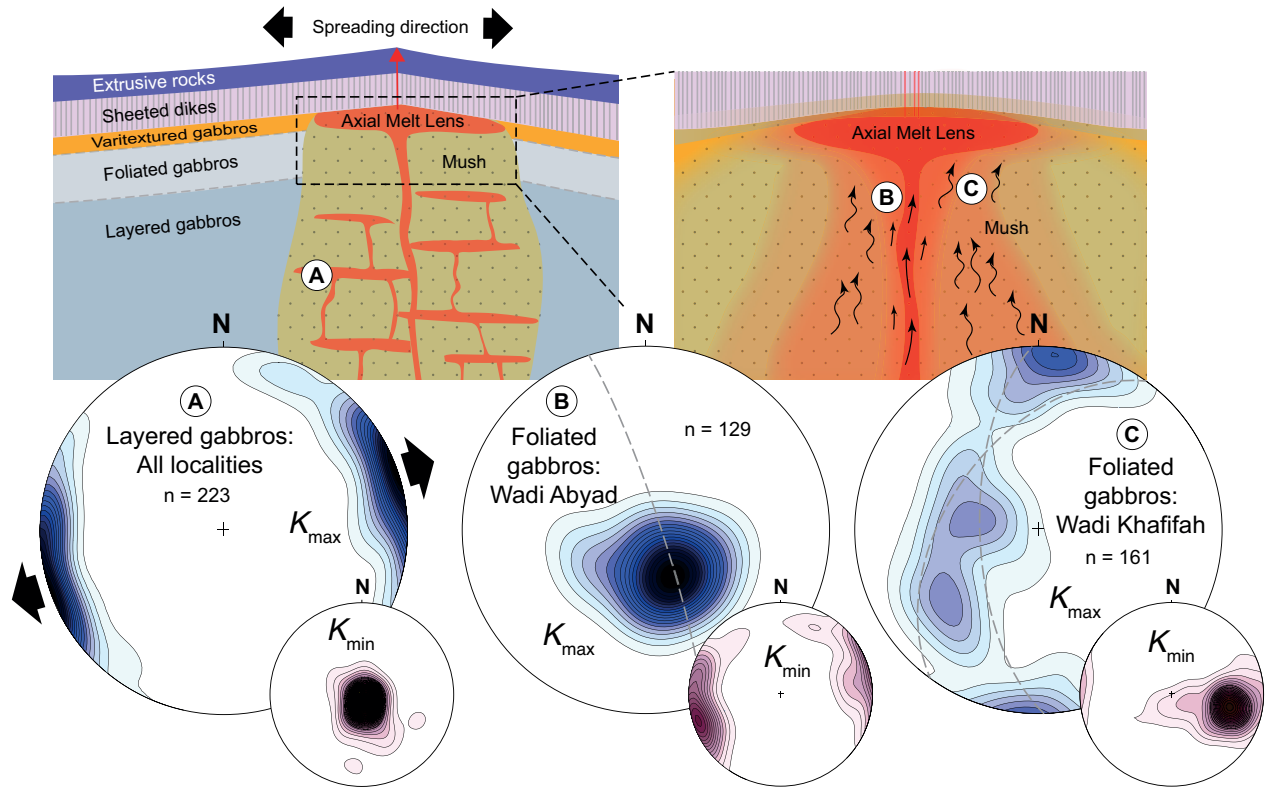 Spreading direction
Extrusive rocks
Sheeted dikes
Varitextured gabbros
Foliated gabbros
Layered gabbros
Axial Melt Lens
Mush
A
Axial Melt Lens
B
C
Mush
N
A
Layered gabbros:
All localities
n = 223
Kmax
N
Kmin
N
B
Foliated
gabbros:
Wadi Abyad
n = 129
Kmax
N
Kmin
N
C
Foliated
gabbros:
Wadi Khafifah
n = 161
Kmax
N
Kmin